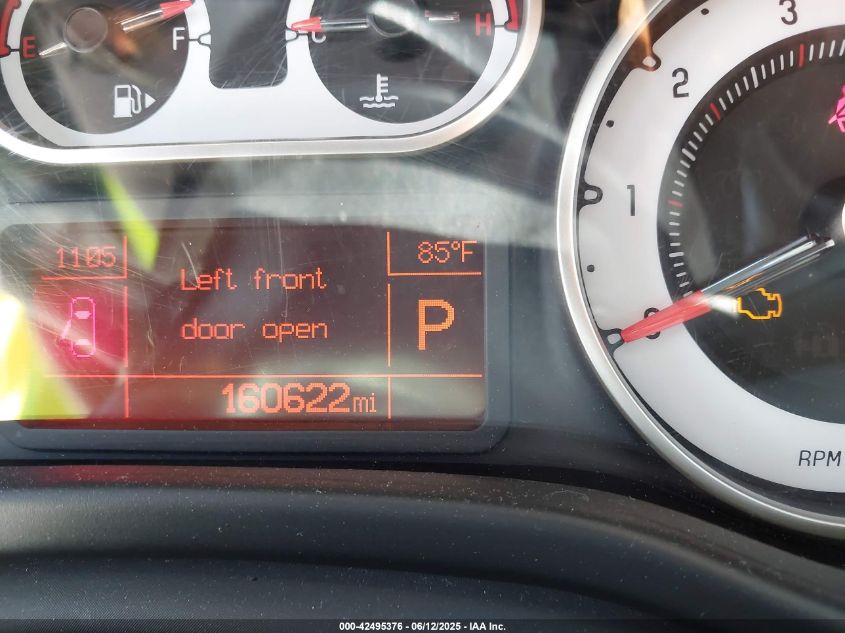 E F C H
3
2
1
0
RPM
1105
85°F
Left front
door open
P
160622mi
000-42495376 - 06/12/2025 - IAA Inc.